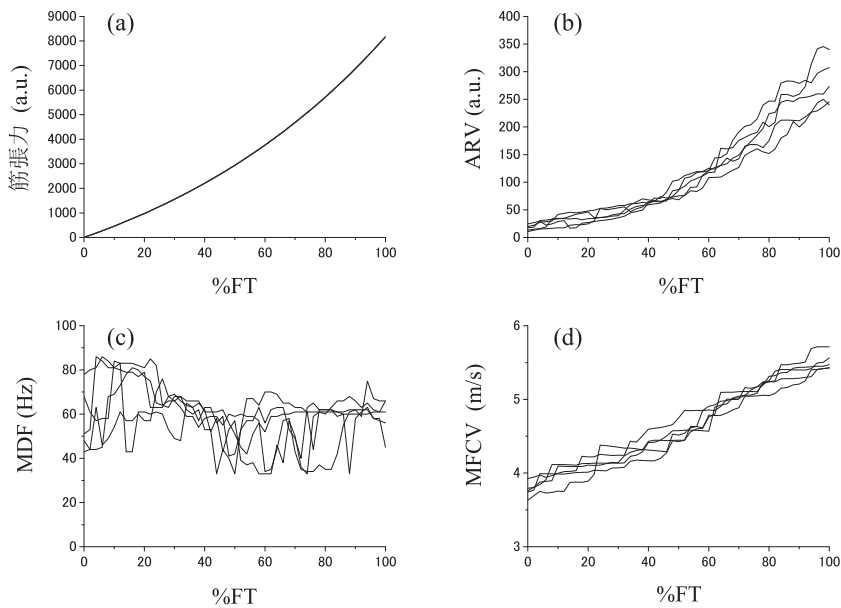 (a)
筋張力 (a.u.)
9000
8000
7000
6000
5000
4000
3000
2000
1000
0
0 20 40 60 80 100
%FT
(b)
ARV (a.u.)
400
350
300
250
200
150
100
50
0
0 20 40 60 80 100
%FT
(c)
MDF (Hz)
100
80
60
40
20
0
0 20 40 60 80 100
%FT
(d)
MFCV (m/s)
6
5
4
3
0 20 40 60 80 100
%FT